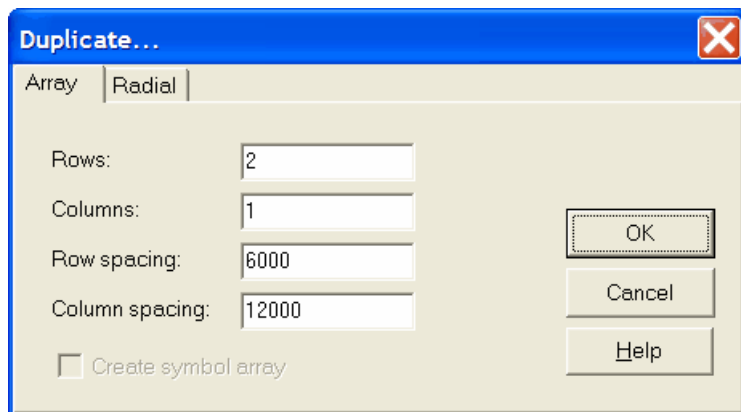 Duplicate...
Array Radial
Rows: 2
Columns: 1
Row spacing: 6000
Column spacing: 12000
Create symbol array
OK
Cancel
Help